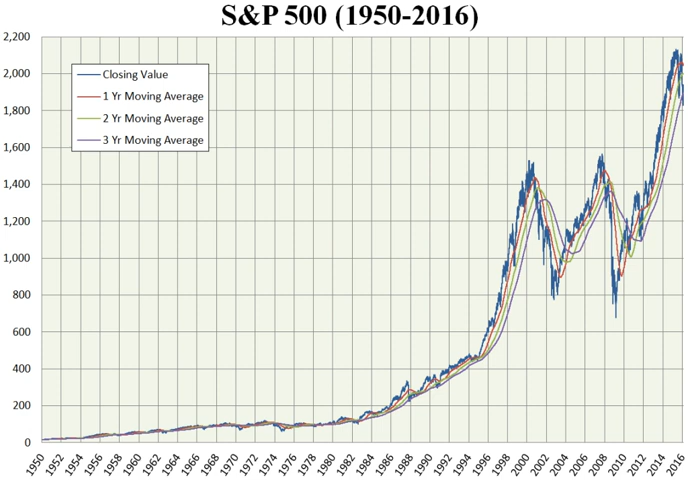 S&P 500 (1950-2016)
2,200
2,000
1,800
1,600
1,400
1,200
1,000
800
600
400
200
0
Closing Value
1 Yr Moving Average
2 Yr Moving Average
3 Yr Moving Average
1950 1952 1954 1956 1958 1960 1962 1964 1966 1968 1970 1972 1974 1976 1978 1980 1982 1984 1986 1988 1990 1992 1994 1996 1998 2000 2002 2004 2006 2008 2010 2012 2014 2016